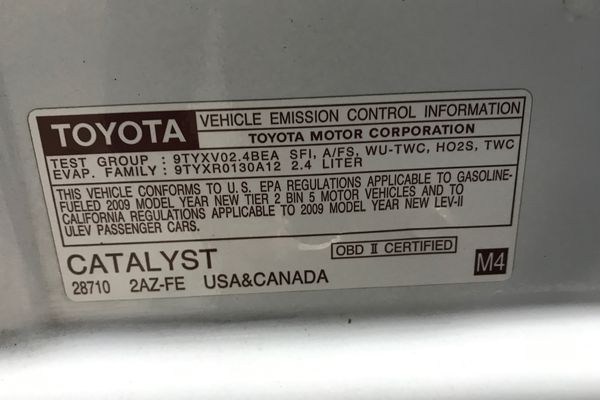 TOYOTA
VEHICLE EMISSION CONTROL INFORMATION
TOYOTA MOTOR CORPORATION
TEST GROUP : 9TYXV02.4BEA SFI, A/FS, WU-TWC, HO2S, TWC
EVAP. FAMILY : 9TYXR0130A12 2.4 LITER
THIS VEHICLE CONFORMS TO U.S. EPA REGULATIONS APPLICABLE TO GASOLINE-
FUELED 2009 MODEL YEAR NEW TIER 2 BIN 5 MOTOR VEHICLES AND TO
CALIFORNIA REGULATIONS APPLICABLE TO 2009 MODEL YEAR NEW LEV-II
ULEV PASSENGER CARS.
OBD II CERTIFIED
CATALYST
28710 2AZ-FE USA&CANADA
M4